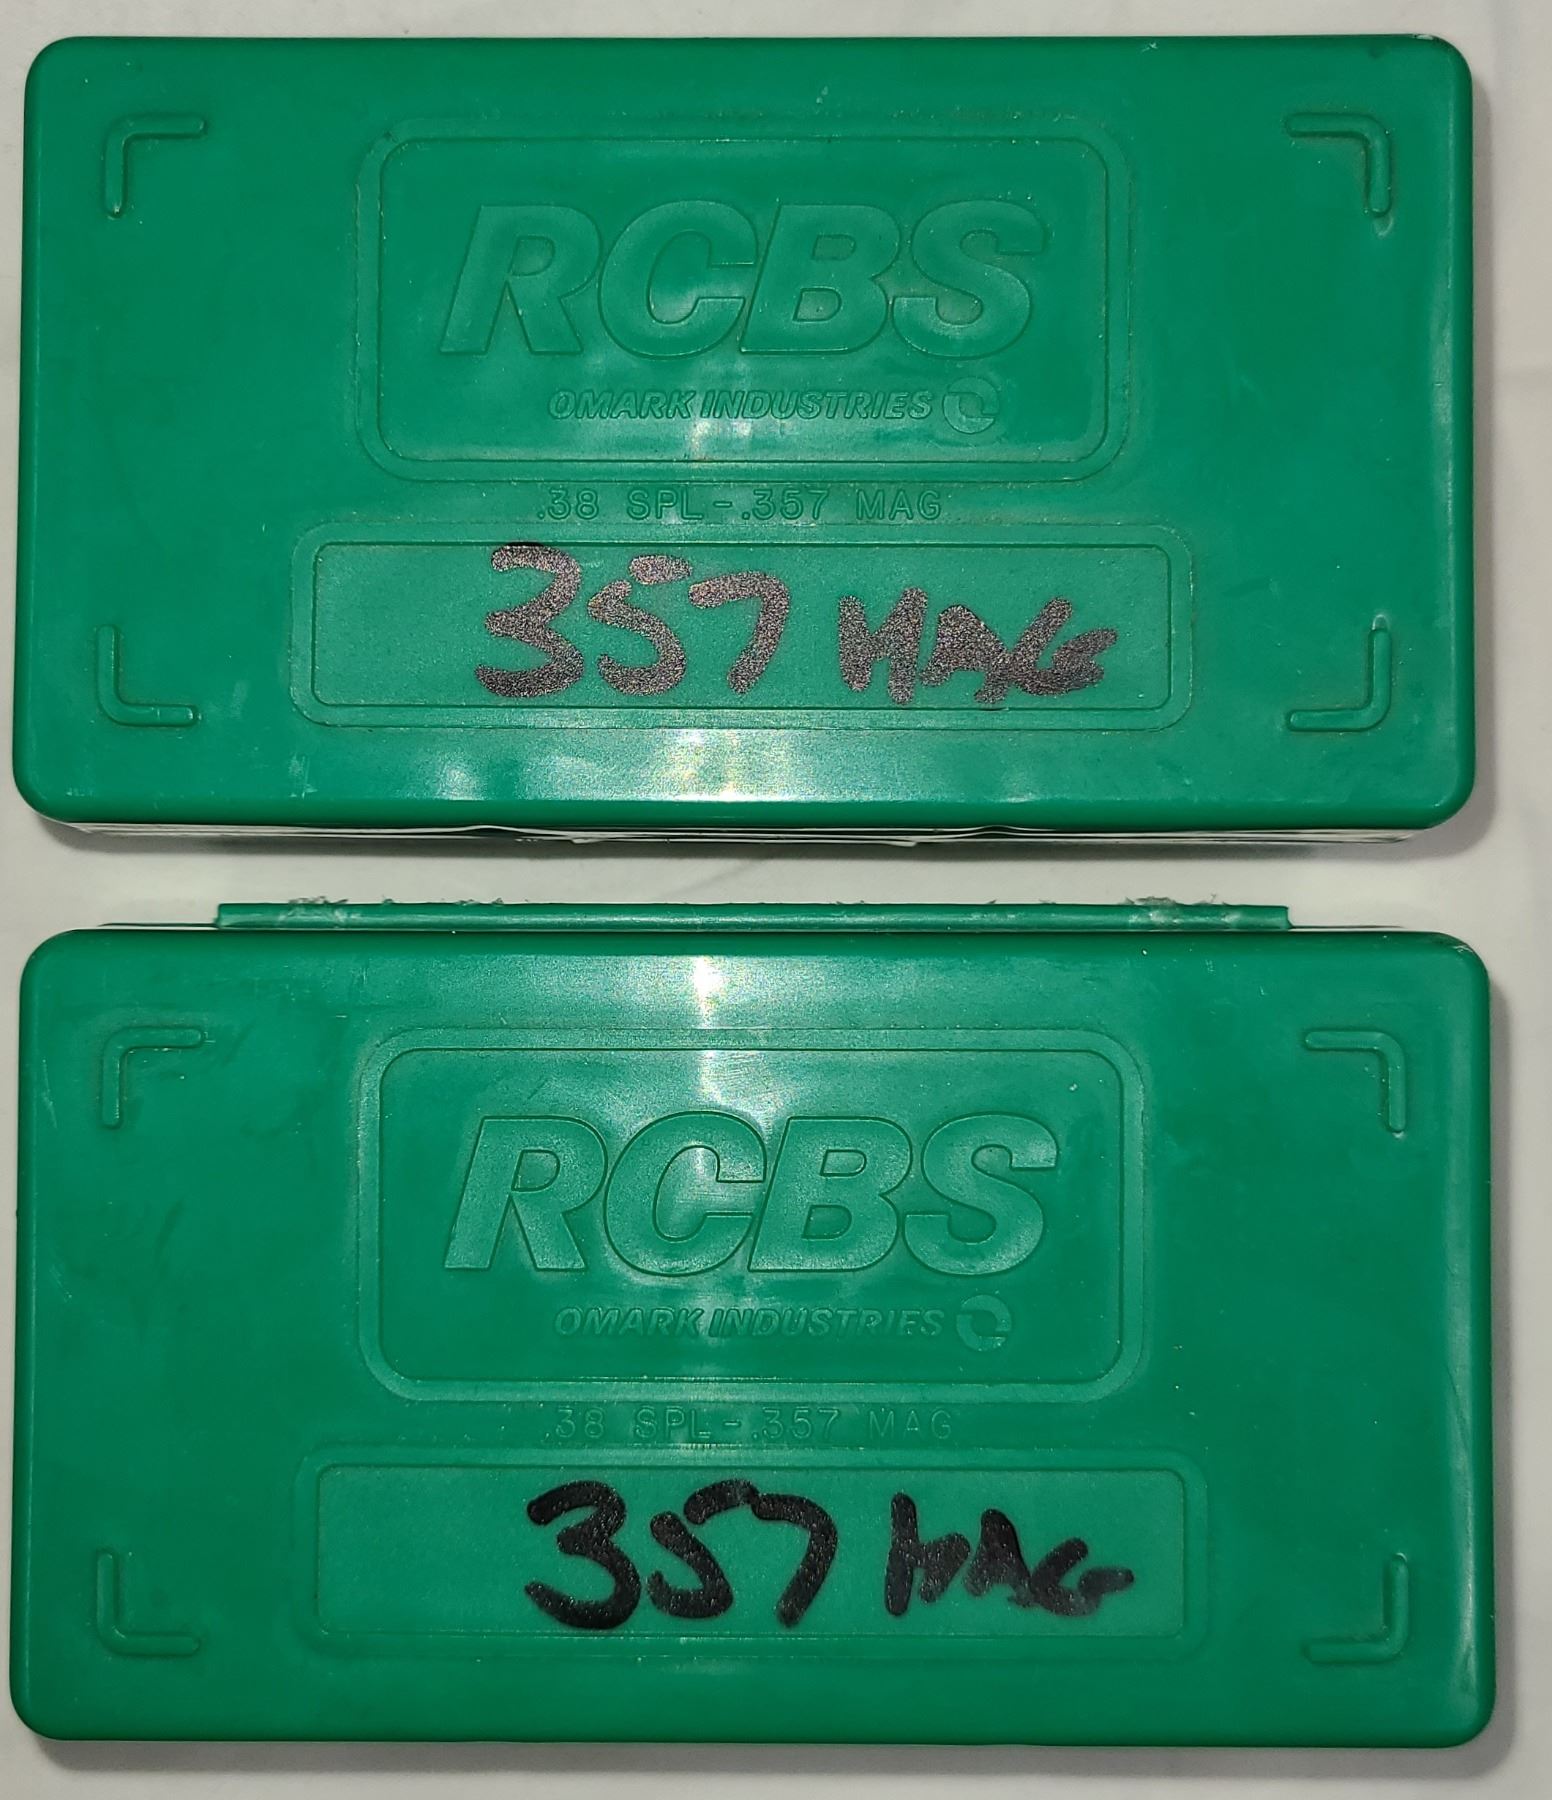 RCBS
OMARK INDUSTRIES
.38 SPL-.357 MAG
357 MAG
RCBS
OMARK INDUSTRIES
.38 SPL-.357 MAG
357 MAG